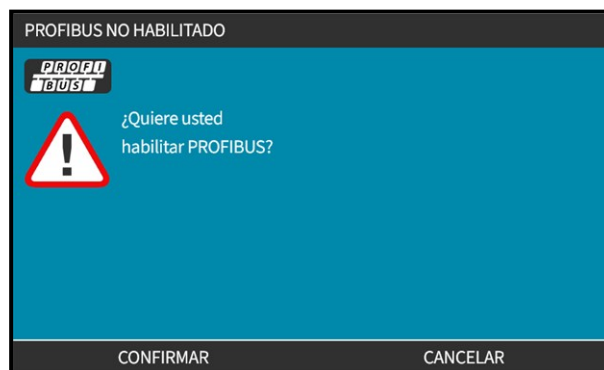 PROFIBUS NO HABILITADO
PROFI
BUS
¿Quiere usted
habilitar PROFIBUS?
CONFIRMAR
CANCELAR